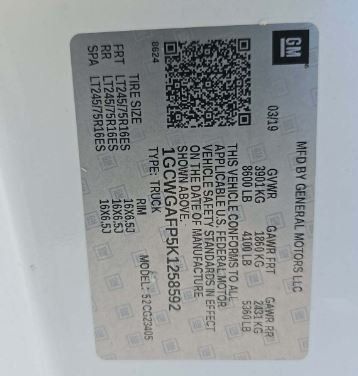 GM
MFD BY GENERAL MOTORS LLC
03/19
GVWR GAWR FRT GAWR RR
3901 KG 1860 KG 2431 KG
8600 LB 4100 LB 5360 LB
THIS VEHICLE CONFORMS TO ALL
APPLICABLE U.S. FEDERAL MOTOR
VEHICLE SAFETY STANDARDS IN EFFECT
ON THE DATE OF MANUFACTURE
SHOWN ABOVE.
1GCWGAFP5K1258592
TYPE: TRUCK MODEL: 52CG23405
8624
TIRE SIZE RIM
FRT LT245/75R16ES 16X6.5J
RR LT245/75R16ES 16X6.5J
SPA LT245/75R16ES 16X6.5J